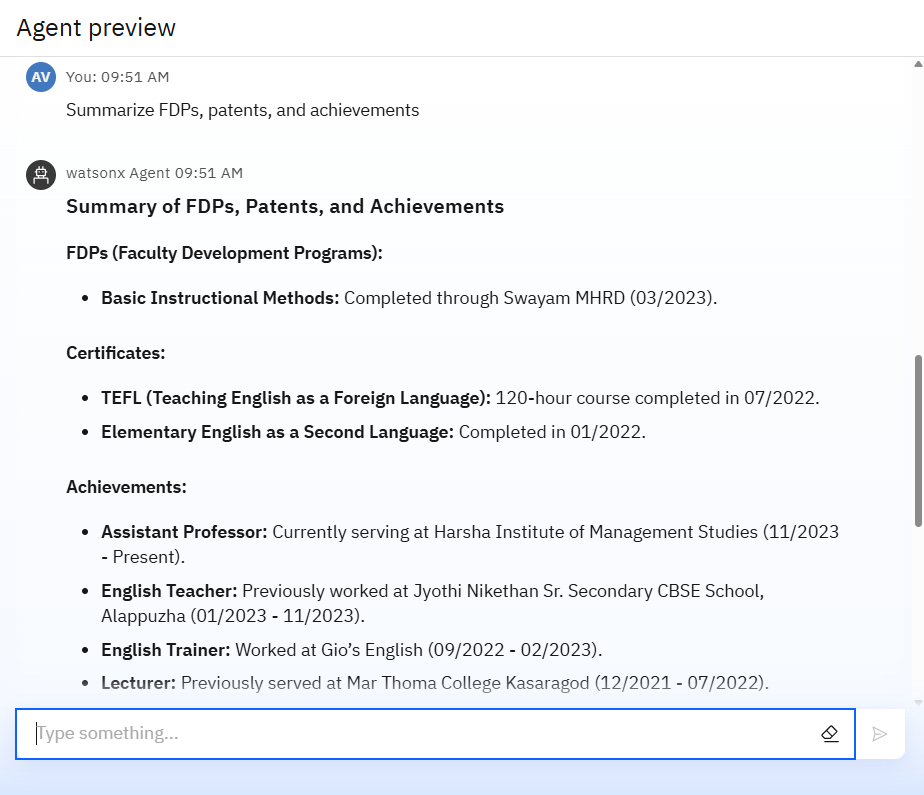 Agent preview
AV You: 09:51 AM
Summarize FDPs, patents, and achievements
watsonx Agent 09:51 AM
Summary of FDPs, Patents, and Achievements
FDPs (Faculty Development Programs):
• Basic Instructional Methods: Completed through Swayam MHRD (03/2023).
Certificates:
• TEFL (Teaching English as a Foreign Language): 120-hour course completed in 07/2022.
• Elementary English as a Second Language: Completed in 01/2022.
Achievements:
• Assistant Professor: Currently serving at Harsha Institute of Management Studies (11/2023
- Present).
• English Teacher: Previously worked at Jyothi Nikethan Sr. Secondary CBSE School,
Alappuzha (01/2023 - 11/2023).
• English Trainer: Worked at Gio’s English (09/2022 - 02/2023).
• Lecturer: Previously served at Mar Thoma College Kasaragod (12/2021 - 07/2022).
Type something...